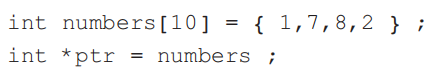 int numbers[10] = { 1,7,8,2 } ;
int *ptr = numbers ;